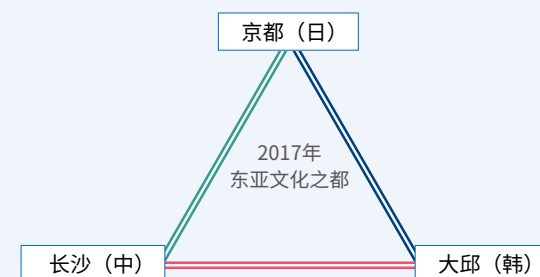 京都（日）
2017年
东亚文化之都
长沙（中）
大邱（韩）